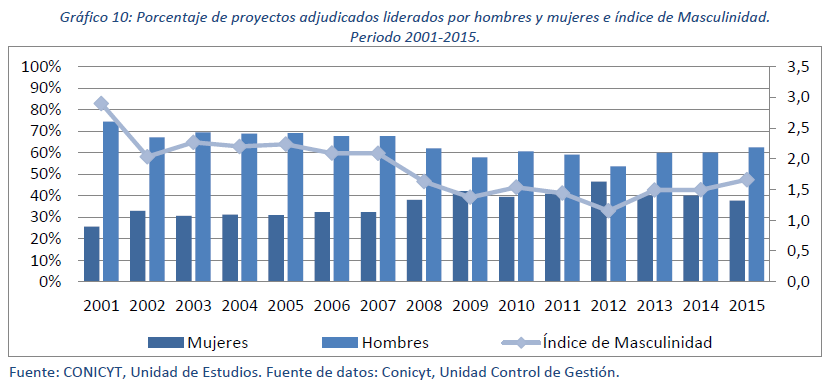 Gráfico 10: Porcentaje de proyectos adjudicados liderados por hombres y mujeres e índice de Masculinidad.
Periodo 2001-2015.
100% 3,5
90% 3,0
80% 2,5
70% 2,0
60% 1,5
50% 1,0
40% 0,5
30% 0,0
20%
10%
0%
2001 2002 2003 2004 2005 2006 2007 2008 2009 2010 2011 2012 2013 2014 2015
Mujeres Hombres Índice de Masculinidad
Fuente: CONICYT, Unidad de Estudios. Fuente de datos: Conicyt, Unidad Control de Gestión.